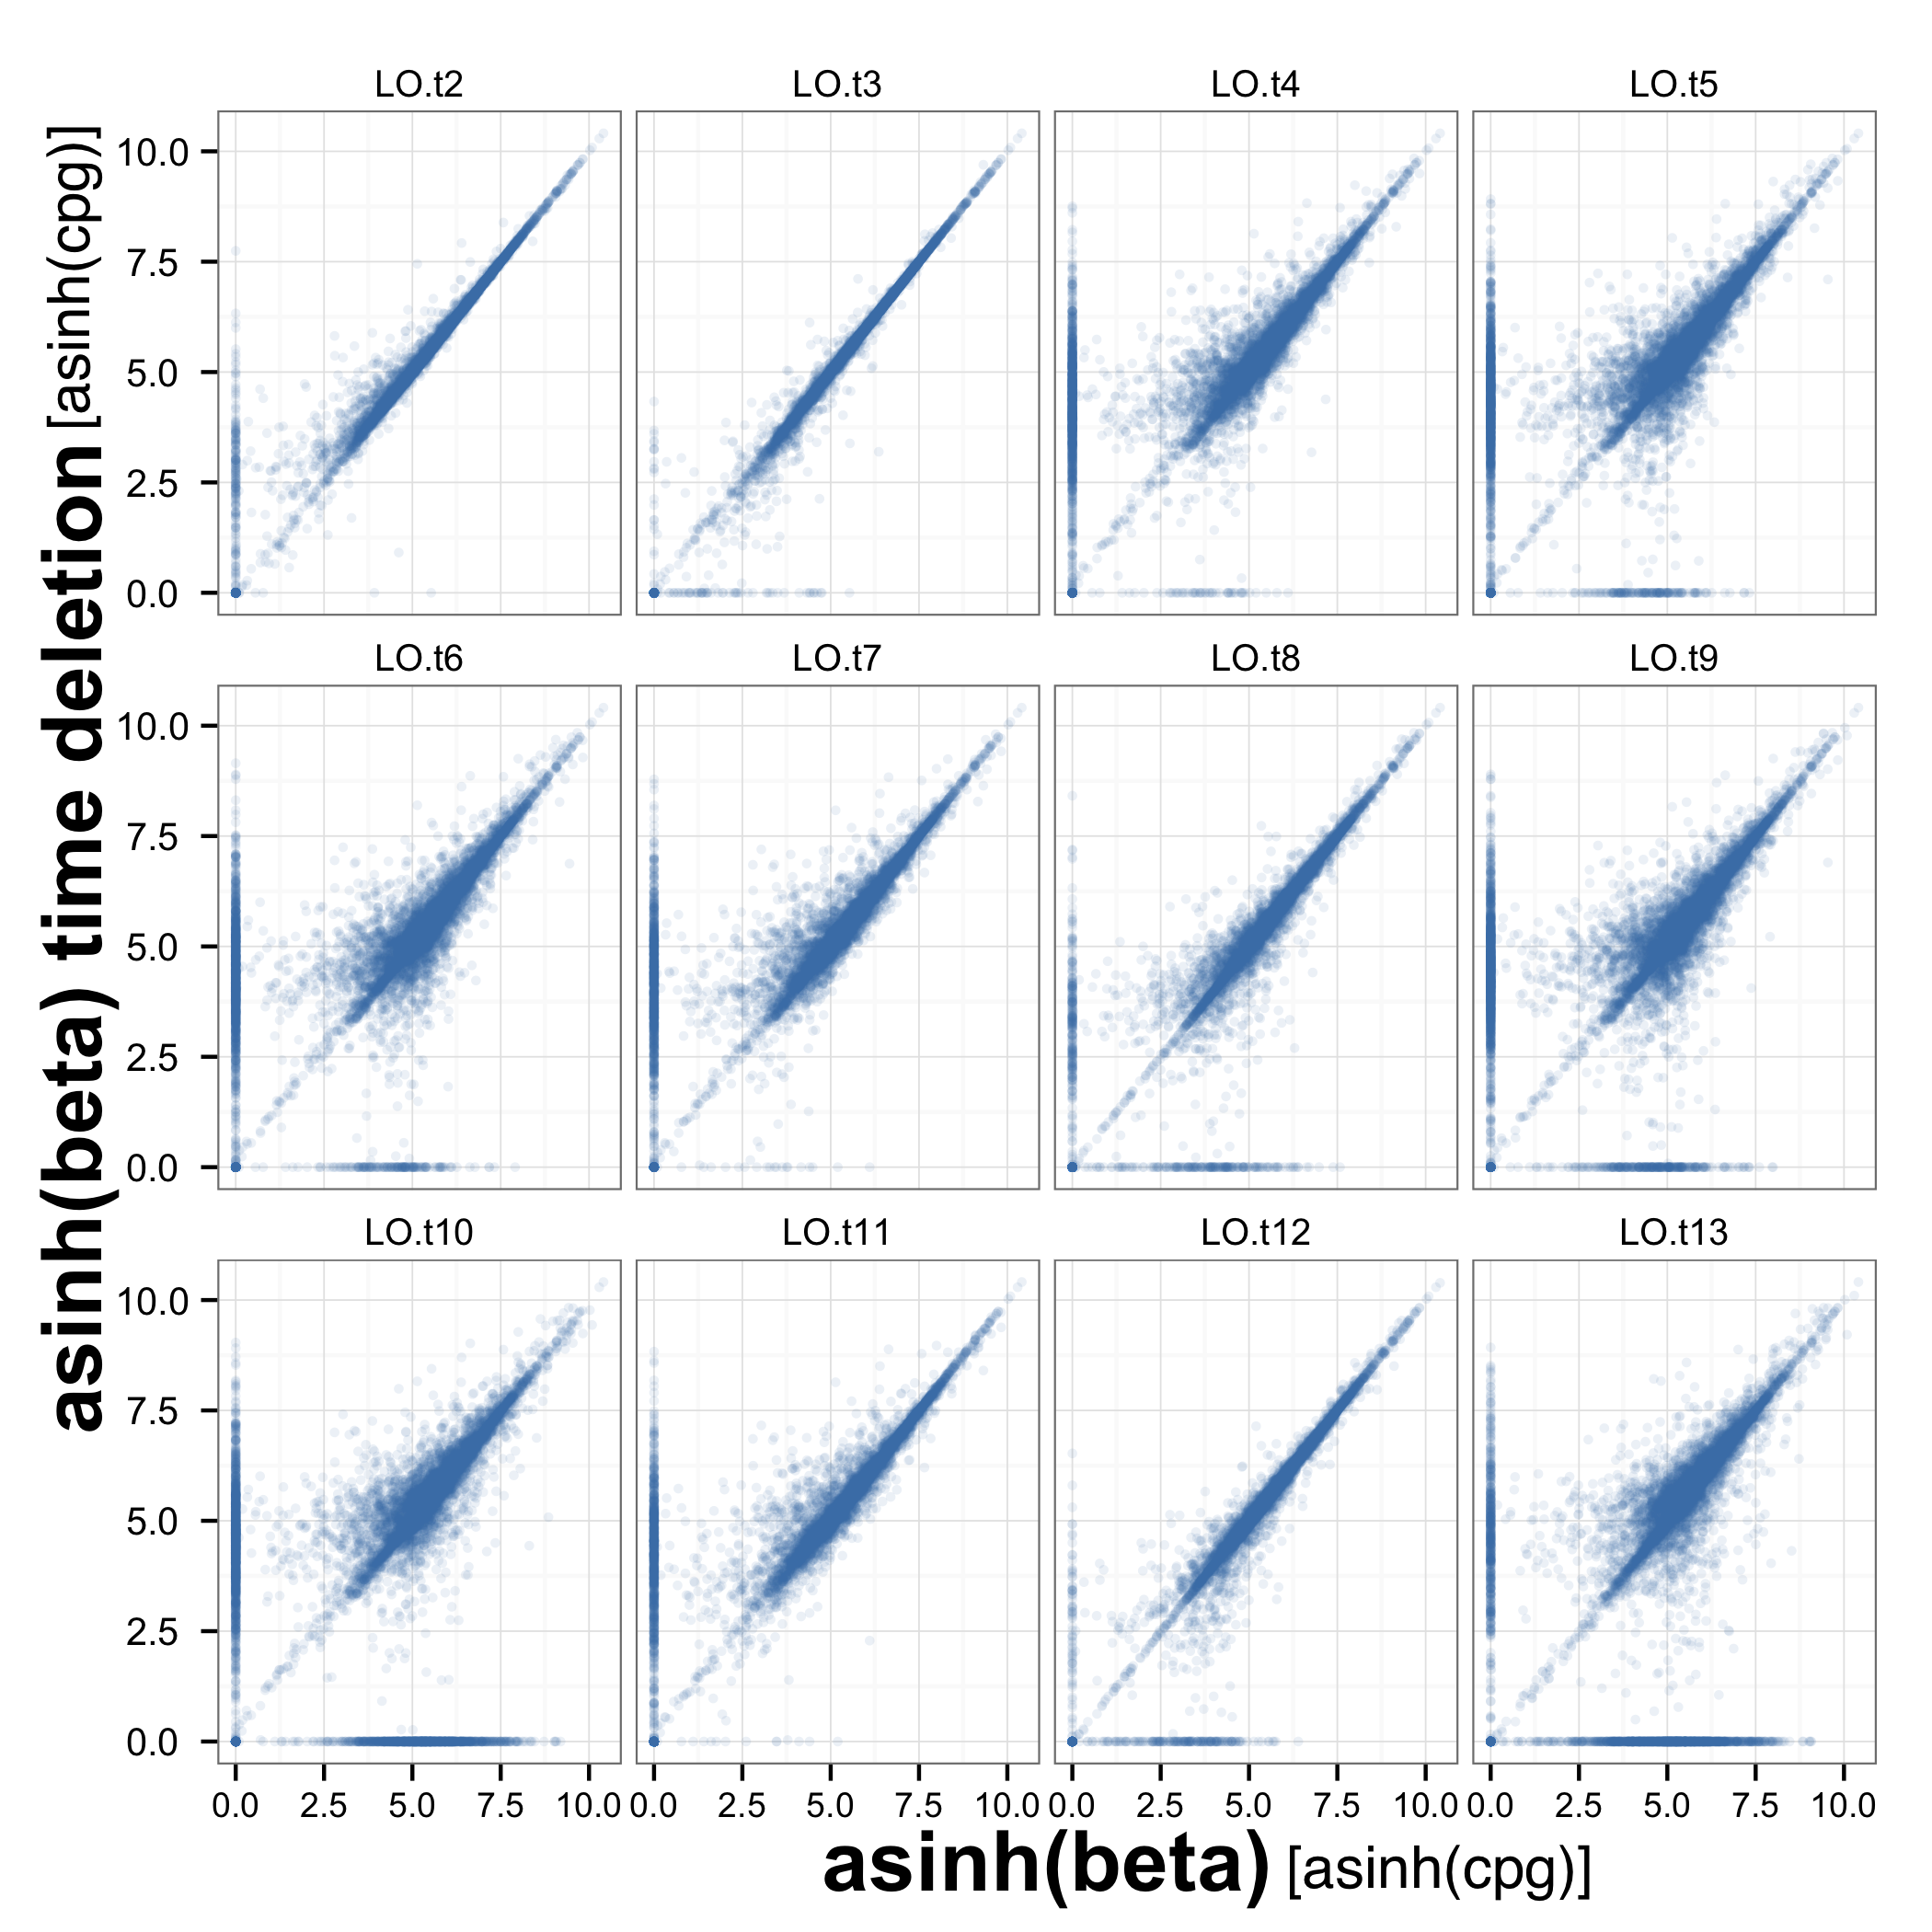 LO.t2 LO.t3 LO.t4 LO.t5
10.0
7.5
5.0
2.5
0.0
LO.t6 LO.t7 LO.t8 LO.t9
10.0
7.5
5.0
2.5
0.0
LO.t10 LO.t11 LO.t12 LO.t13
10.0
7.5
5.0
2.5
0.0
0.0 2.5 5.0 7.5 10.0 0.0 2.5 5.0 7.5 10.0 0.0 2.5 5.0 7.5 10.0 0.0 2.5 5.0 7.5 10.0
asinh(beta) [asinh(cpg)]
asinh(beta) time deletion [asinh(cpg)]